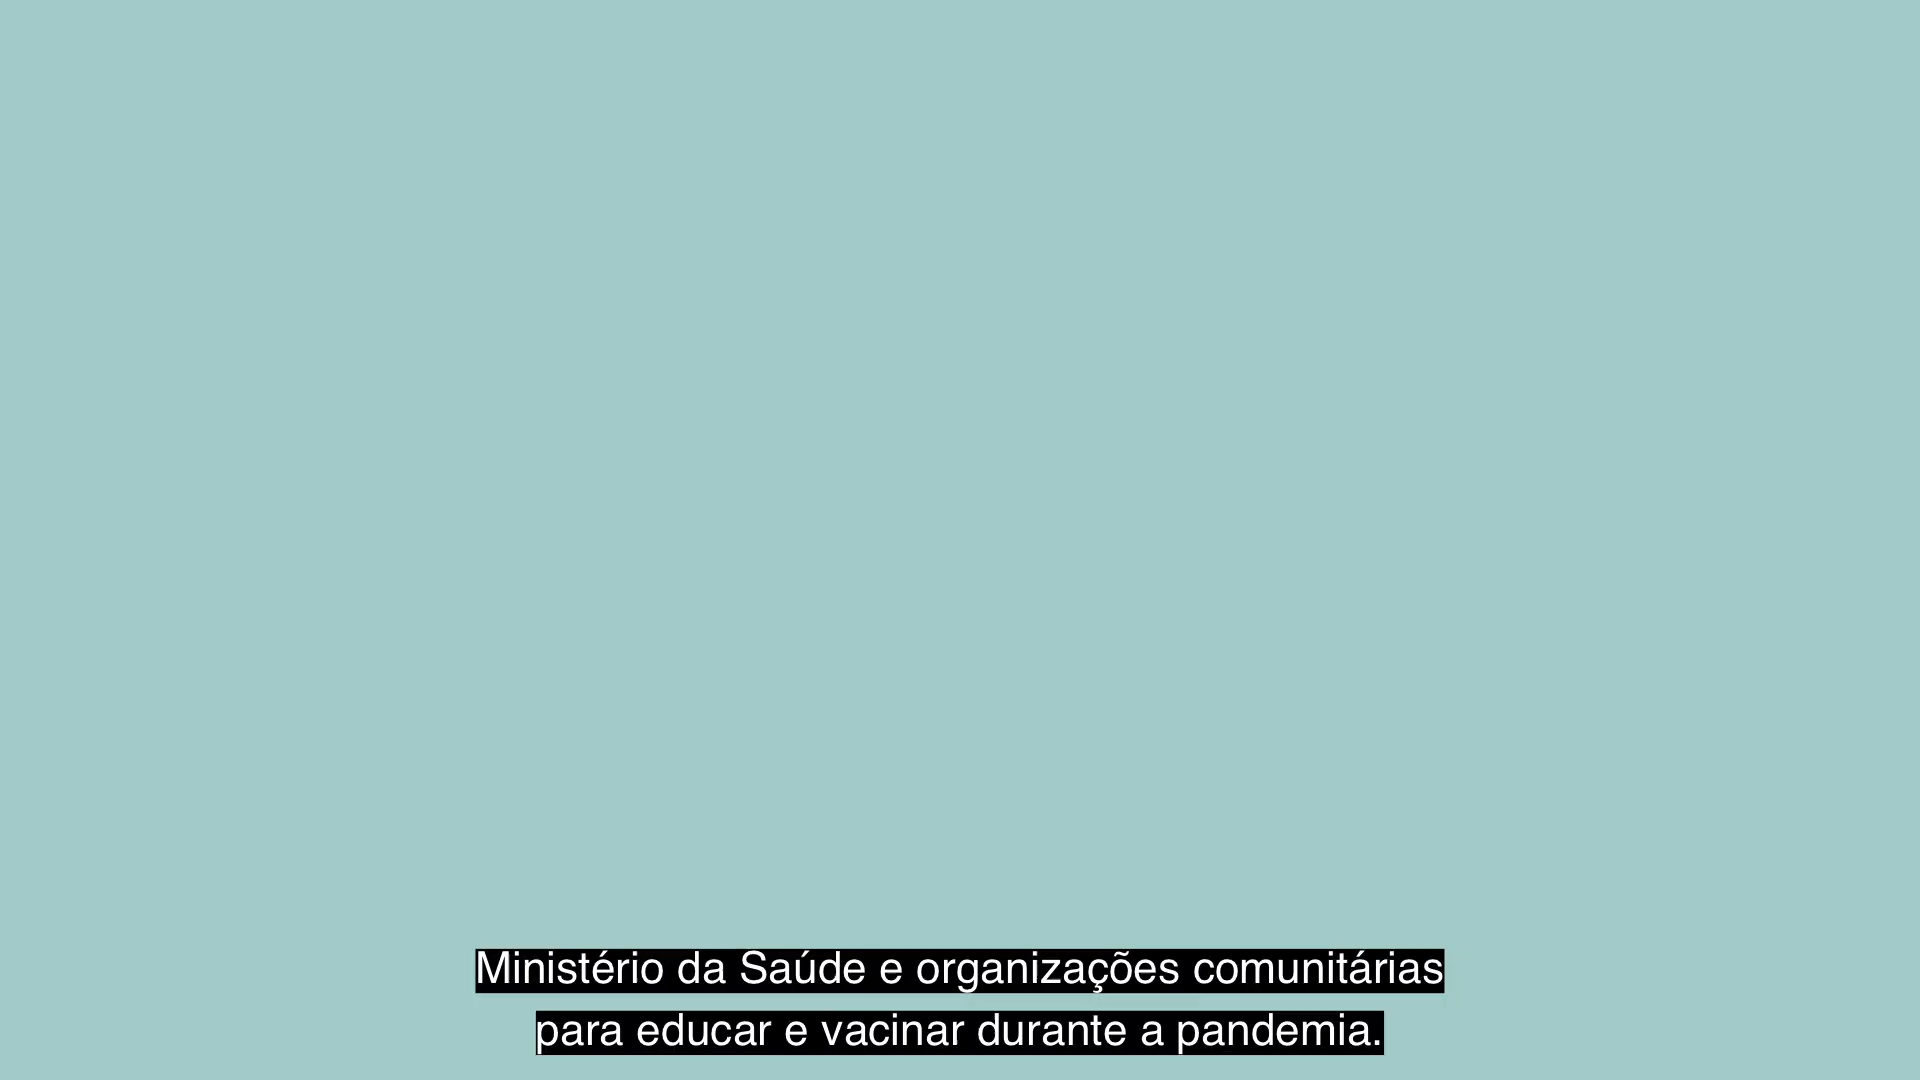 Ministério da Saúde e organizações comunitárias
para educar e vacinar durante a pandemia.